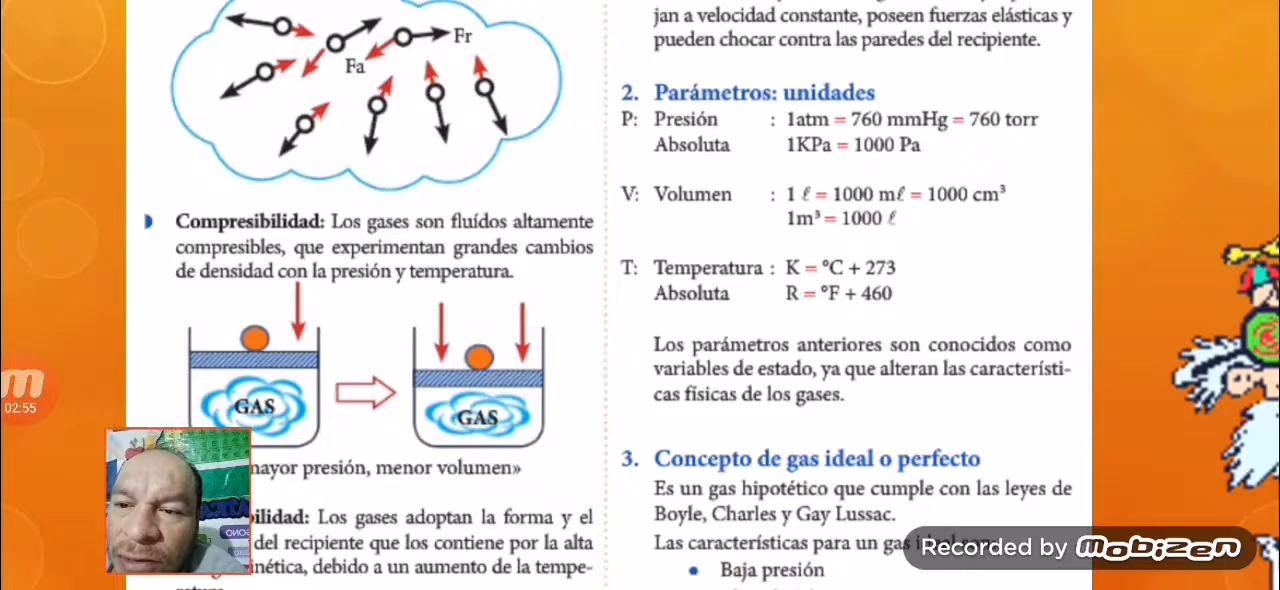 Fr
Fa
Compresibilidad: Los gases son fluídos altamente
compresibles, que experimentan grandes cambios
de densidad con la presión y temperatura.
GAS
GAS
mayor presión, menor volumen»
ilidad: Los gases adoptan la forma y el
del recipiente que los contiene por la alta
inética, debido a un aumento de la tempe-
jan a velocidad constante, poseen fuerzas elásticas y
pueden chocar contra las paredes del recipiente.
2. Parámetros: unidades
P: Presión : 1atm = 760 mmHg = 760 torr
Absoluta 1KPa = 1000 Pa
V: Volumen : 1 ℓ = 1000 mℓ = 1000 cm³
1m³ = 1000 ℓ
T: Temperatura : K = °C + 273
Absoluta R = °F + 460
Los parámetros anteriores son conocidos como
variables de estado, ya que alteran las característi-
cas físicas de los gases.
3. Concepto de gas ideal o perfecto
Es un gas hipotético que cumple con las leyes de
Boyle, Charles y Gay Lussac.
Las características para un gas
• Baja presión
m
02:55
Recorded by Mobizen